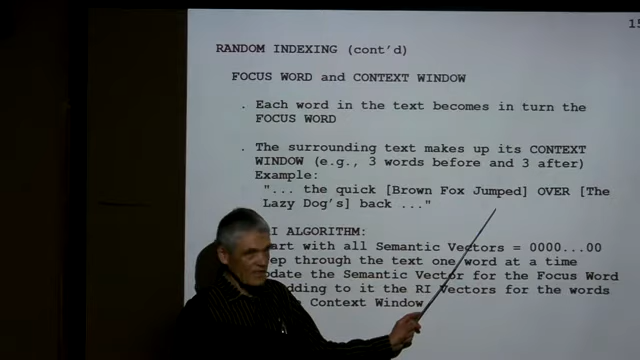 15
RANDOM INDEXING (cont'd)
FOCUS WORD and CONTEXT WINDOW
. Each word in the text becomes in turn the
FOCUS WORD
. The surrounding text makes up its CONTEXT
WINDOW (e.g., 3 words before and 3 after)
Example:
"... the quick [Brown Fox Jumped] OVER [The
Lazy Dog's] back ..."
ALGORITHM:
with all Semantic Vectors = 0000...00
through the text one word at a time
the Semantic Vector for the Focus Word
adding to it the RI Vectors for the words
Context Window